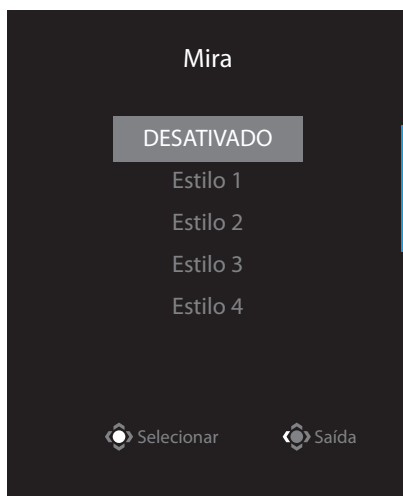 Mira
DESATIVADO
Estilo 1
Estilo 2
Estilo 3
Estilo 4
Selecionar Saída